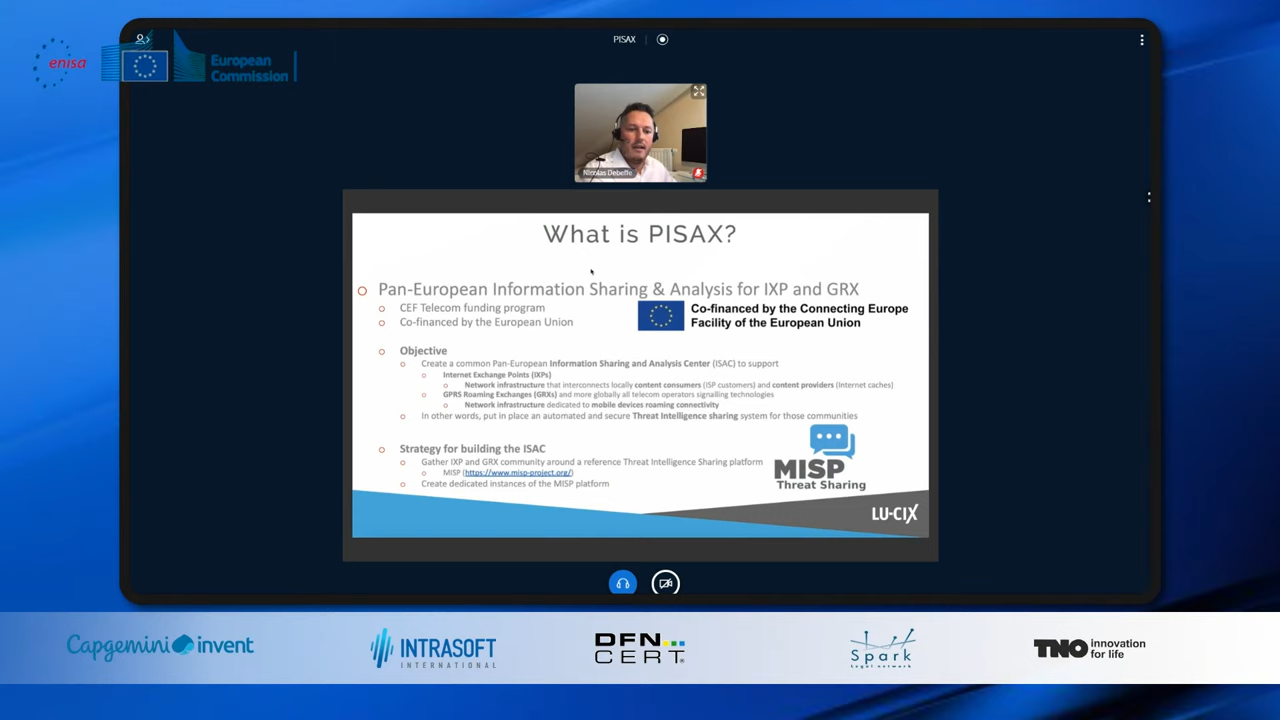 enisa
European
Commission
PISAX
Nicolas Debeffe
What is PISAX?
Pan-European Information Sharing & Analysis for IXP and GRX
CEF Telecom funding program
Co-financed by the European Union
Co-financed by the Connecting Europe
Facility of the European Union
Objective
Create a common Pan-European Information Sharing and Analysis Center (ISAC) to support
Internet Exchange Points (IXPs)
Network infrastructure that interconnects locally content consumers (ISP customers) and content providers (Internet caches)
GPRS Roaming Exchanges (GRXs) and more globally all telecom operators signalling technologies
Network infrastructure dedicated to mobile devices roaming connectivity
In other words, put in place an automated and secure Threat Intelligence sharing system for those communities
Strategy for building the ISAC
Gather IXP and GRX community around a reference Threat Intelligence Sharing platform
MISP (https://www.misp-project.org/)
Create dedicated instances of the MISP platform
MISP
Threat Sharing
LU-CIX
Capgemini invent
INTRASOFT
INTERNATIONAL
DFN
CERT
Spark
Legal network
TNO innovation
for life